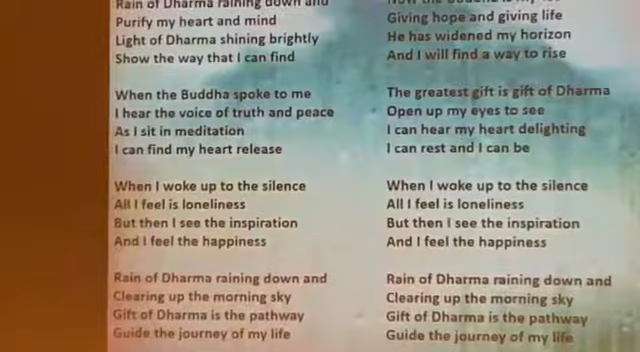 Rain of Dharma raining down and
Purify my heart and mind
Light of Dharma shining brightly
Show the way that I can find
When the Buddha spoke to me
I hear the voice of truth and peace
As I sit in meditation
I can find my heart release
When I woke up to the silence
All I feel is loneliness
But then I see the inspiration
And I feel the happiness
Rain of Dharma raining down and
Clearing up the morning sky
Gift of Dharma is the pathway
Guide the journey of my life
Giving hope and giving life
He has widened my horizon
And I will find a way to rise
The greatest gift is gift of Dharma
Open up my eyes to see
I can hear my heart delighting
I can rest and I can be
When I woke up to the silence
All I feel is loneliness
But then I see the inspiration
And I feel the happiness
Rain of Dharma raining down and
Clearing up the morning sky
Gift of Dharma is the pathway
Guide the journey of my life